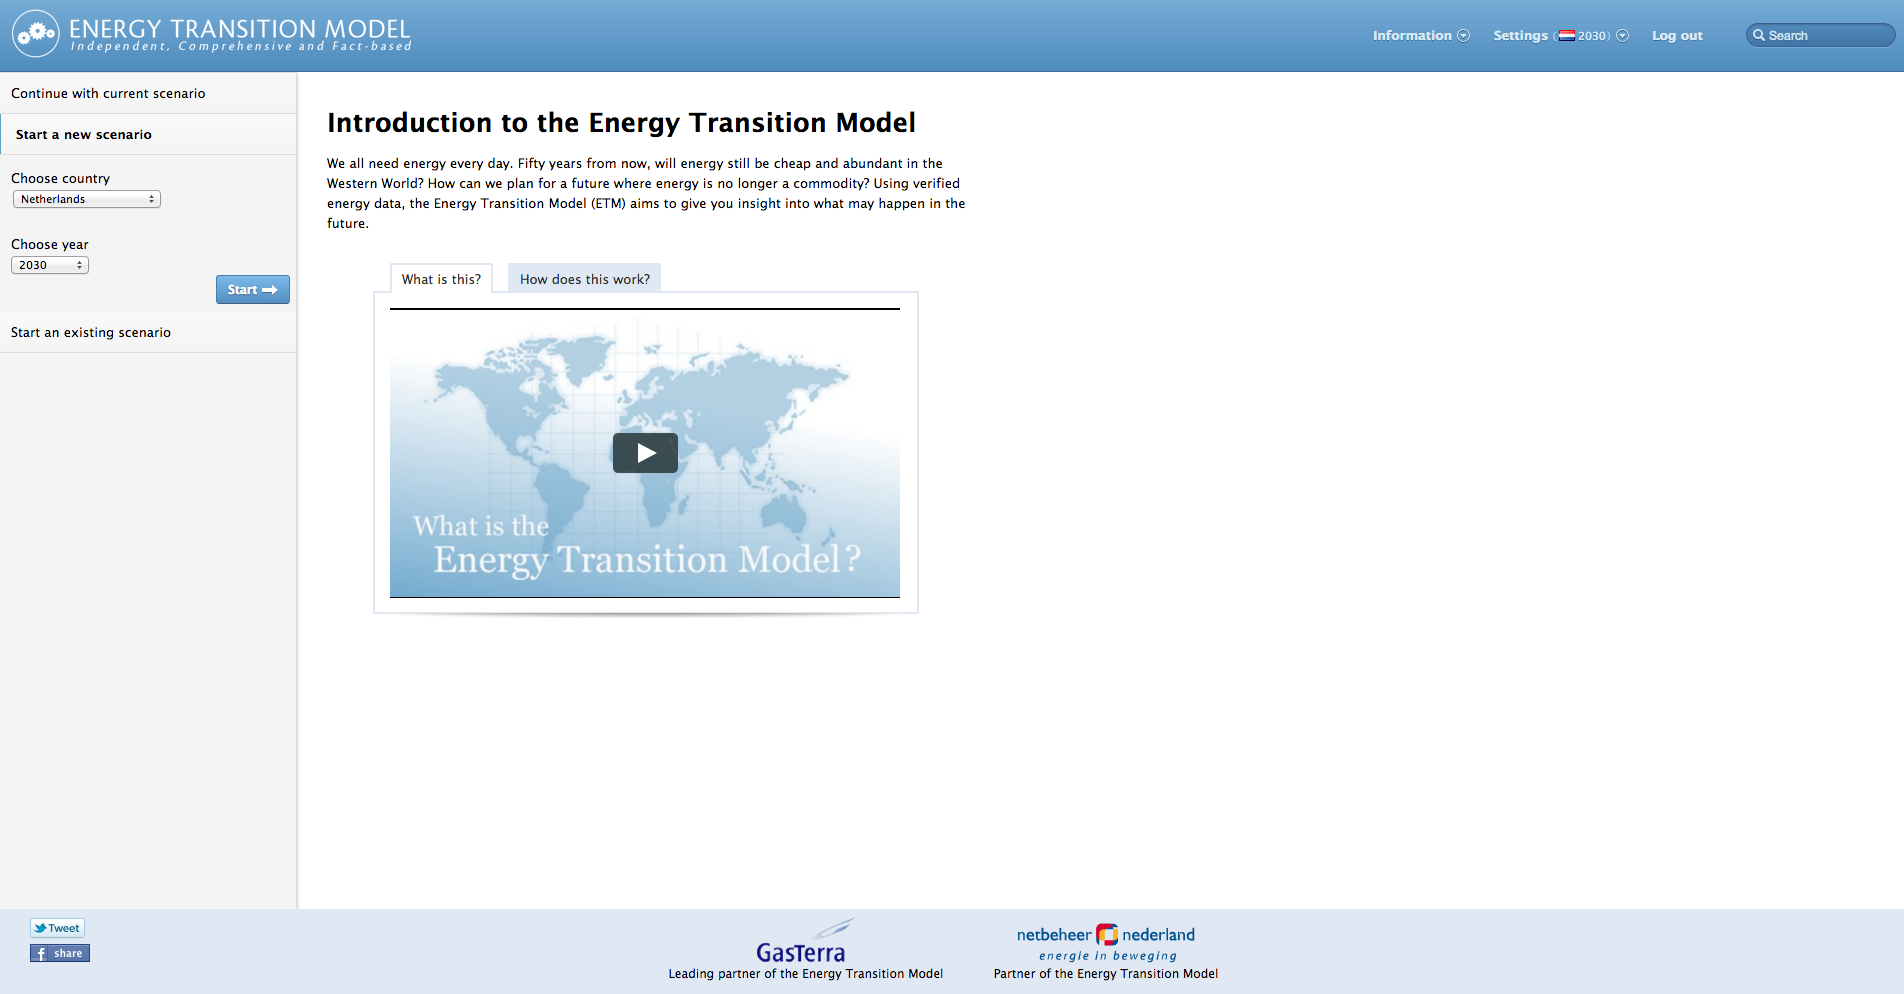 ENERGY TRANSITION MODEL
Independent, Comprehensive and Fact-based
Information
Settings ( 2030)
Log out
Search
Continue with current scenario
Start a new scenario
Choose country
Netherlands
Choose year
2030
Start
Start an existing scenario
Introduction to the Energy Transition Model
We all need energy every day. Fifty years from now, will energy still be cheap and abundant in the
Western World? How can we plan for a future where energy is no longer a commodity? Using verified
energy data, the Energy Transition Model (ETM) aims to give you insight into what may happen in the
future.
What is this?
How does this work?
What is the
Energy Transition Model?
Tweet
f share
GasTerra
Leading partner of the Energy Transition Model
netbeheer nederland
energie in beweging
Partner of the Energy Transition Model